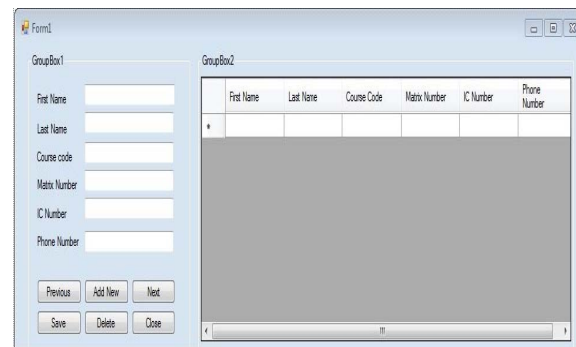 Form1
GroupBox1
First Name
Last Name
Course code
Matrix Number
IC Number
Phone Number
Previous Add New Next
Save Delete Close
GroupBox2
First Name Last Name Course Code Matrix Number IC Number Phone
Number
*